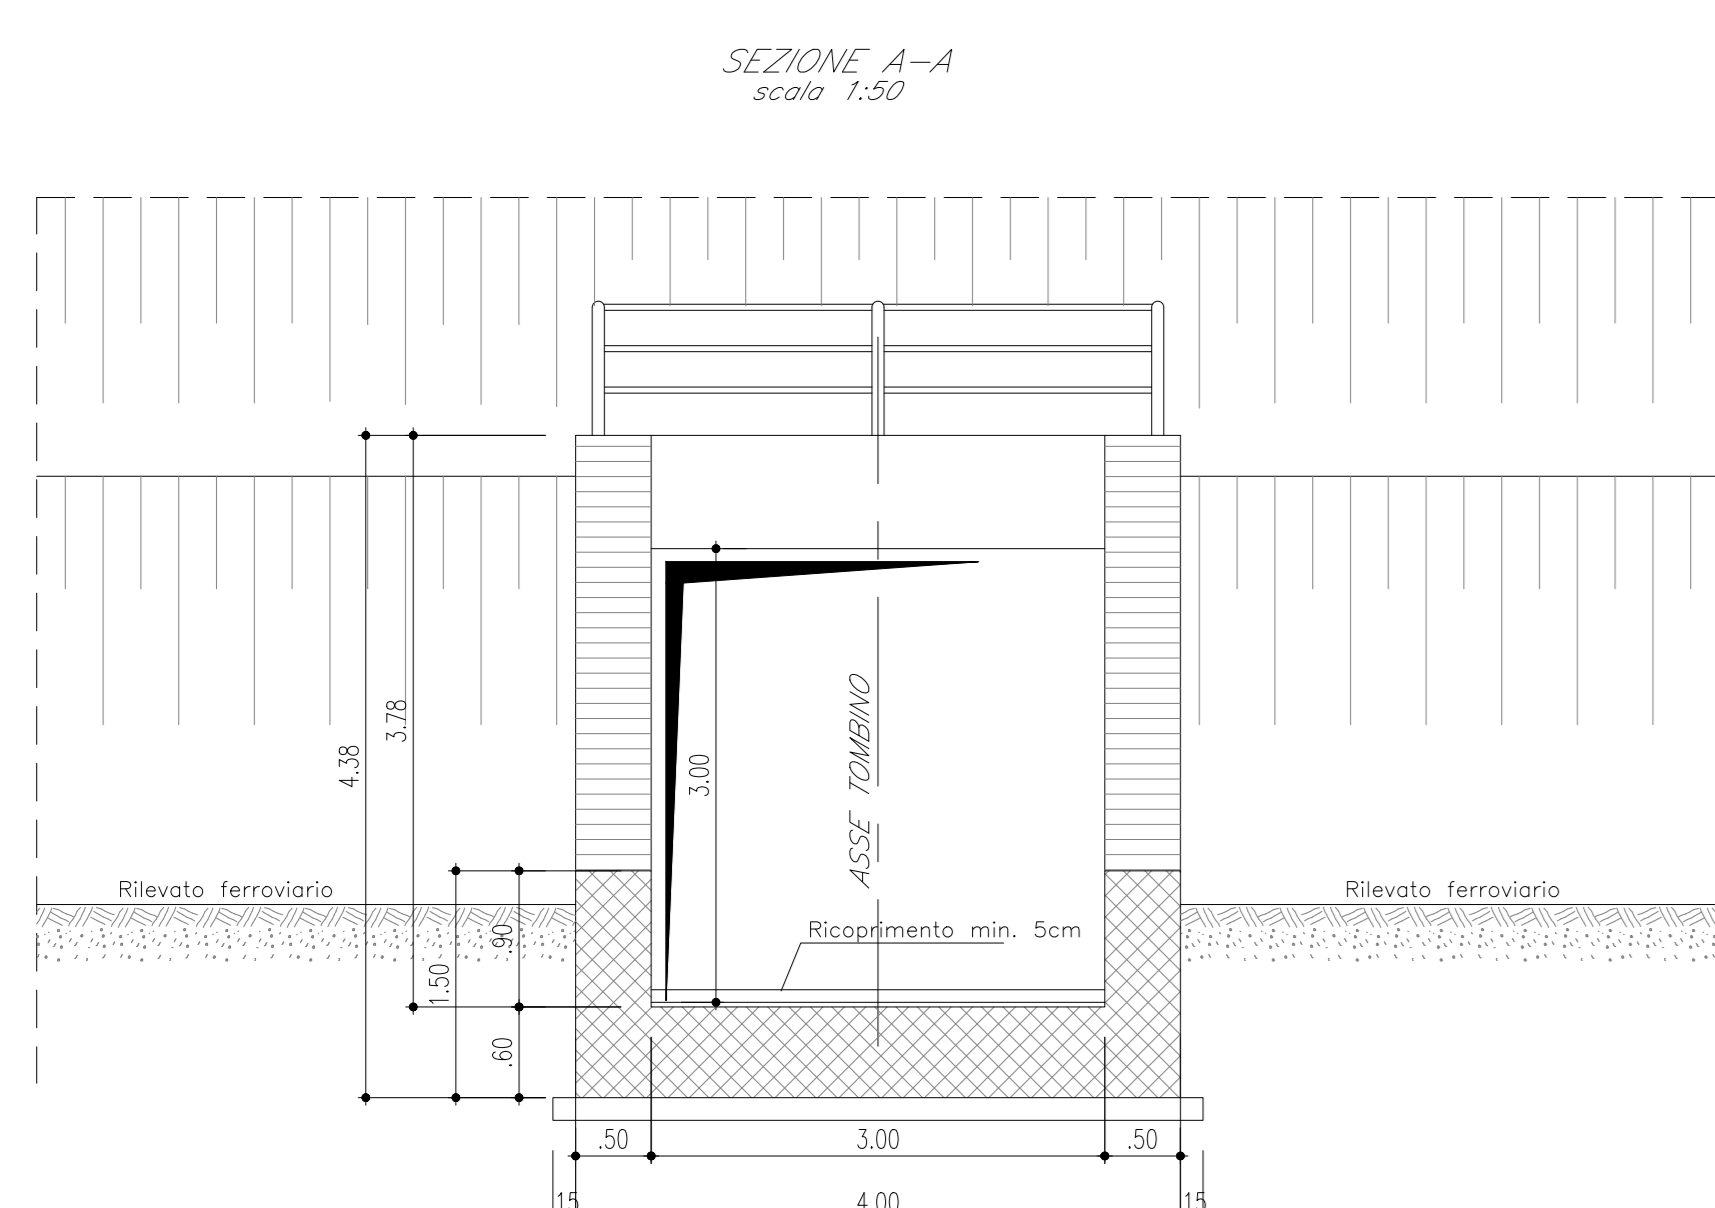 SEZIONE A-A
scala 1:50
3.78
4.38
3.00
ASSE TOMBINO
Rilevato ferroviario
Rilevato ferroviario
Ricoprimento min. 5cm
.90
1.50
.60
.50
3.00
.50
15
4.00
15